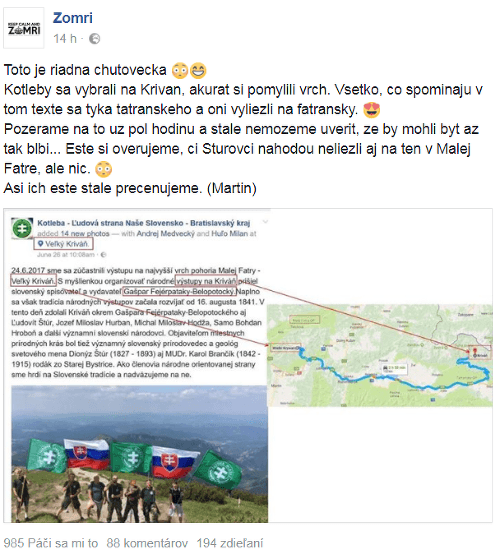 KEEP CALM AND
ZOMRI
Zomri
14 h ·
Toto je riadna chutovecka 😳😁
Kotleby sa vybrali na Krivan, akurat si pomylili vrch. Vsetko, co spominaju v
tom texte sa tyka tatranskeho a oni vyliezli na fatransky. 😍
Pozerame na to uz pol hodinu a stale nemozeme uverit, ze by mohli byt az
tak blbi... Este si overujeme, ci Sturovci nahodou neliezli aj na ten v Malej
Fatre, ale nic. 😳
Asi ich este stale precenujeme. (Martin)
Kotleba - Ľudová strana Naše Slovensko - Bratislavský kraj
added 14 new photos — with Andrej Medvecký and Huľo Milan at
Veľký Kriváň.
June 26 at 10:08am ·
24.6.2017 sme sa zúčastnili výstupu na najvyšší vrch pohoria Malej Fatry -
Veľký Kriváň. S myšlienkou organizovať národné výstupy na Kriváň prišiel
slovenský spisovateľ a vydavateľ Gašpar Fejérpataky-Belopotocký. Naplno
sa však tradícia národných výstupov začala rozvíjať od 16. augusta 1841. V
tento deň zdolali Kriváň okrem Gašpara Fejérpataky-Belopotockého aj
Ľudovít Štúr, Jozef Miloslav Hurban, Michal Miloslav Hodža, Samo Bohdan
Hroboň a ďalší významní slovenskí národovci. Objaviteľom miestnych
prírodných krás bol tiež významný slovenský prírodovedec a geológ
svetového mena Dionýz Štúr (1827 - 1893) aj MUDr. Karol Brančík (1842 -
1915) rodák zo Starej Bystrice. Ako členovia národne orientovanej strany
sme hrdí na Slovenské tradície a nadväzujeme na ne.
985 Páči sa mi to 88 komentárov 194 zdieľaní